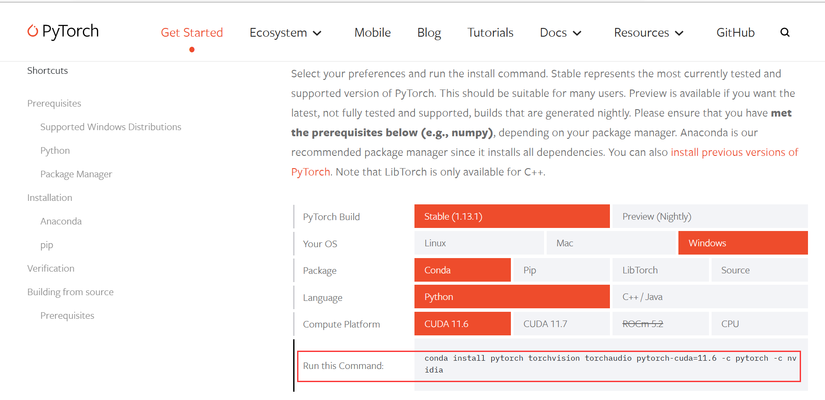 PyTorch
Get Started
Ecosystem
Mobile
Blog
Tutorials
Docs
Resources
GitHub
Shortcuts
Prerequisites
Supported Windows Distributions
Python
Package Manager
Installation
Anaconda
pip
Verification
Building from source
Prerequisites
Select your preferences and run the install command. Stable represents the most currently tested and
supported version of PyTorch. This should be suitable for many users. Preview is available if you want the
latest, not fully tested and supported, builds that are generated nightly. Please ensure that you have met
the prerequisites below (e.g., numpy), depending on your package manager. Anaconda is our
recommended package manager since it installs all dependencies. You can also install previous versions of
PyTorch. Note that LibTorch is only available for C++.
PyTorch Build Stable (1.13.1) Preview (Nightly)
Your OS Linux Mac Windows
Package Conda Pip LibTorch Source
Language Python C++ / Java
Compute Platform CUDA 11.6 CUDA 11.7 ROCm 5.2 CPU
Run this Command: conda install pytorch torchvision torchaudio pytorch-cuda=11.6 -c pytorch -c nv
idia